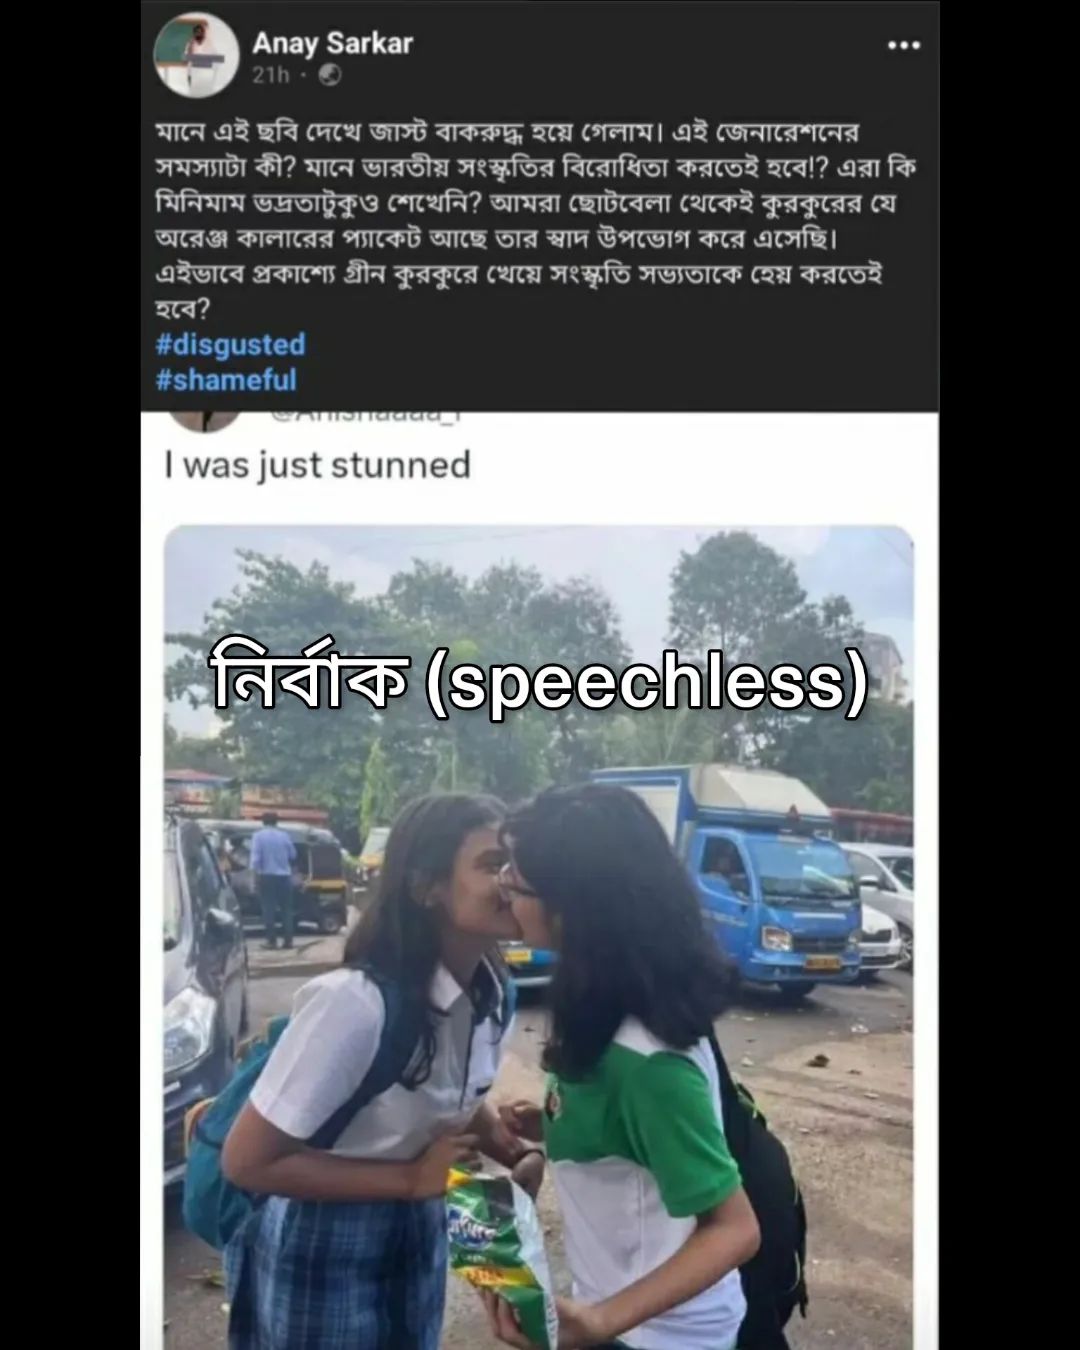 Anay Sarkar
21h
মানে এই ছবি দেখে জাস্ট বাকরুদ্ধ হয়ে গেলাম। এই জেনারেশনের
সমস্যাটা কী? মানে ভারতীয় সংস্কৃতির বিরোধিতা করতেই হবে!? এরা কি
মিনিমাম ভদ্রতাটুকুও শেখেনি? আমরা ছোটবেলা থেকেই কুরকুরের যে
অরেঞ্জ কালারের প্যাকেট আছে তার স্বাদ উপভোগ করে এসেছি।
এইভাবে প্রকাশ্যে গ্রীন কুরকুরে খেয়ে সংস্কৃতি সভ্যতাকে হেয় করতেই
হবে?
#disgusted
#shameful
I was just stunned
নির্বাক (speechless)